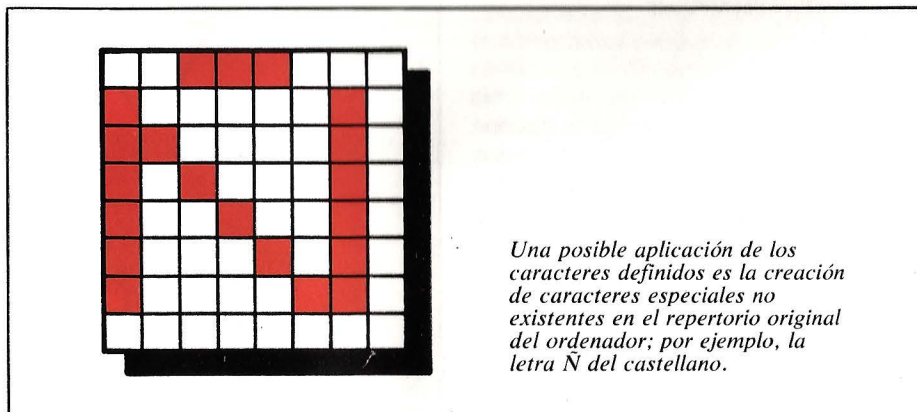 Una posible aplicación de los
caracteres definidos es la creación
de caracteres especiales no
existentes en el repertorio original
del ordenador; por ejemplo, la
letra Ñ del castellano.